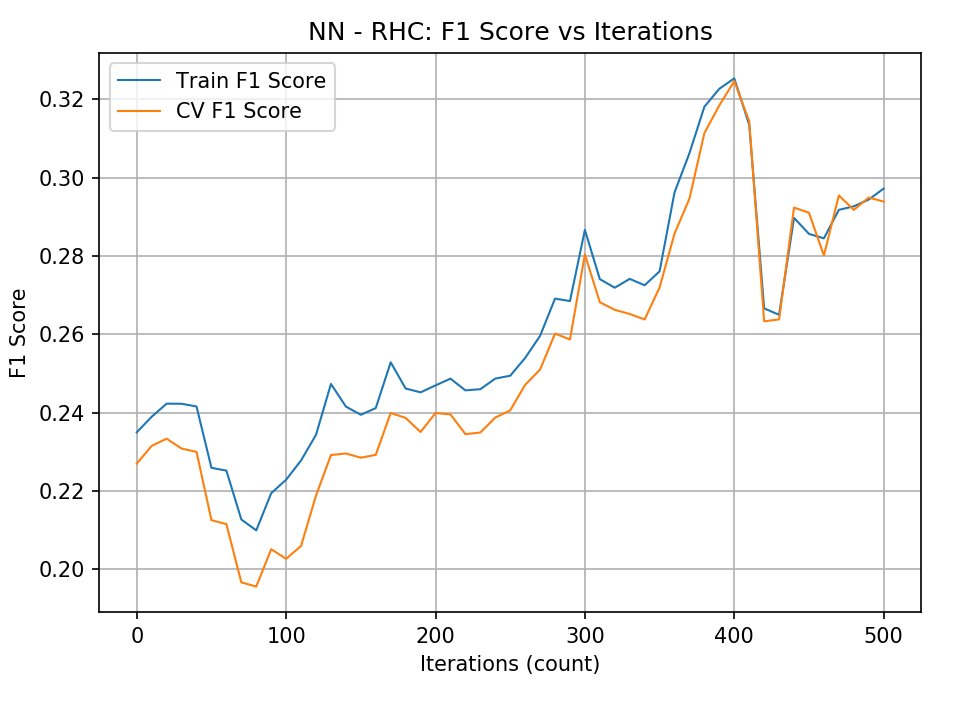 NN - RHC: F1 Score vs Iterations
Train F1 Score
CV F1 Score
0.32
0.30
0.28
0.26
0.24
0.22
0.20
F1 Score
0 100 200 300 400 500
Iterations (count)